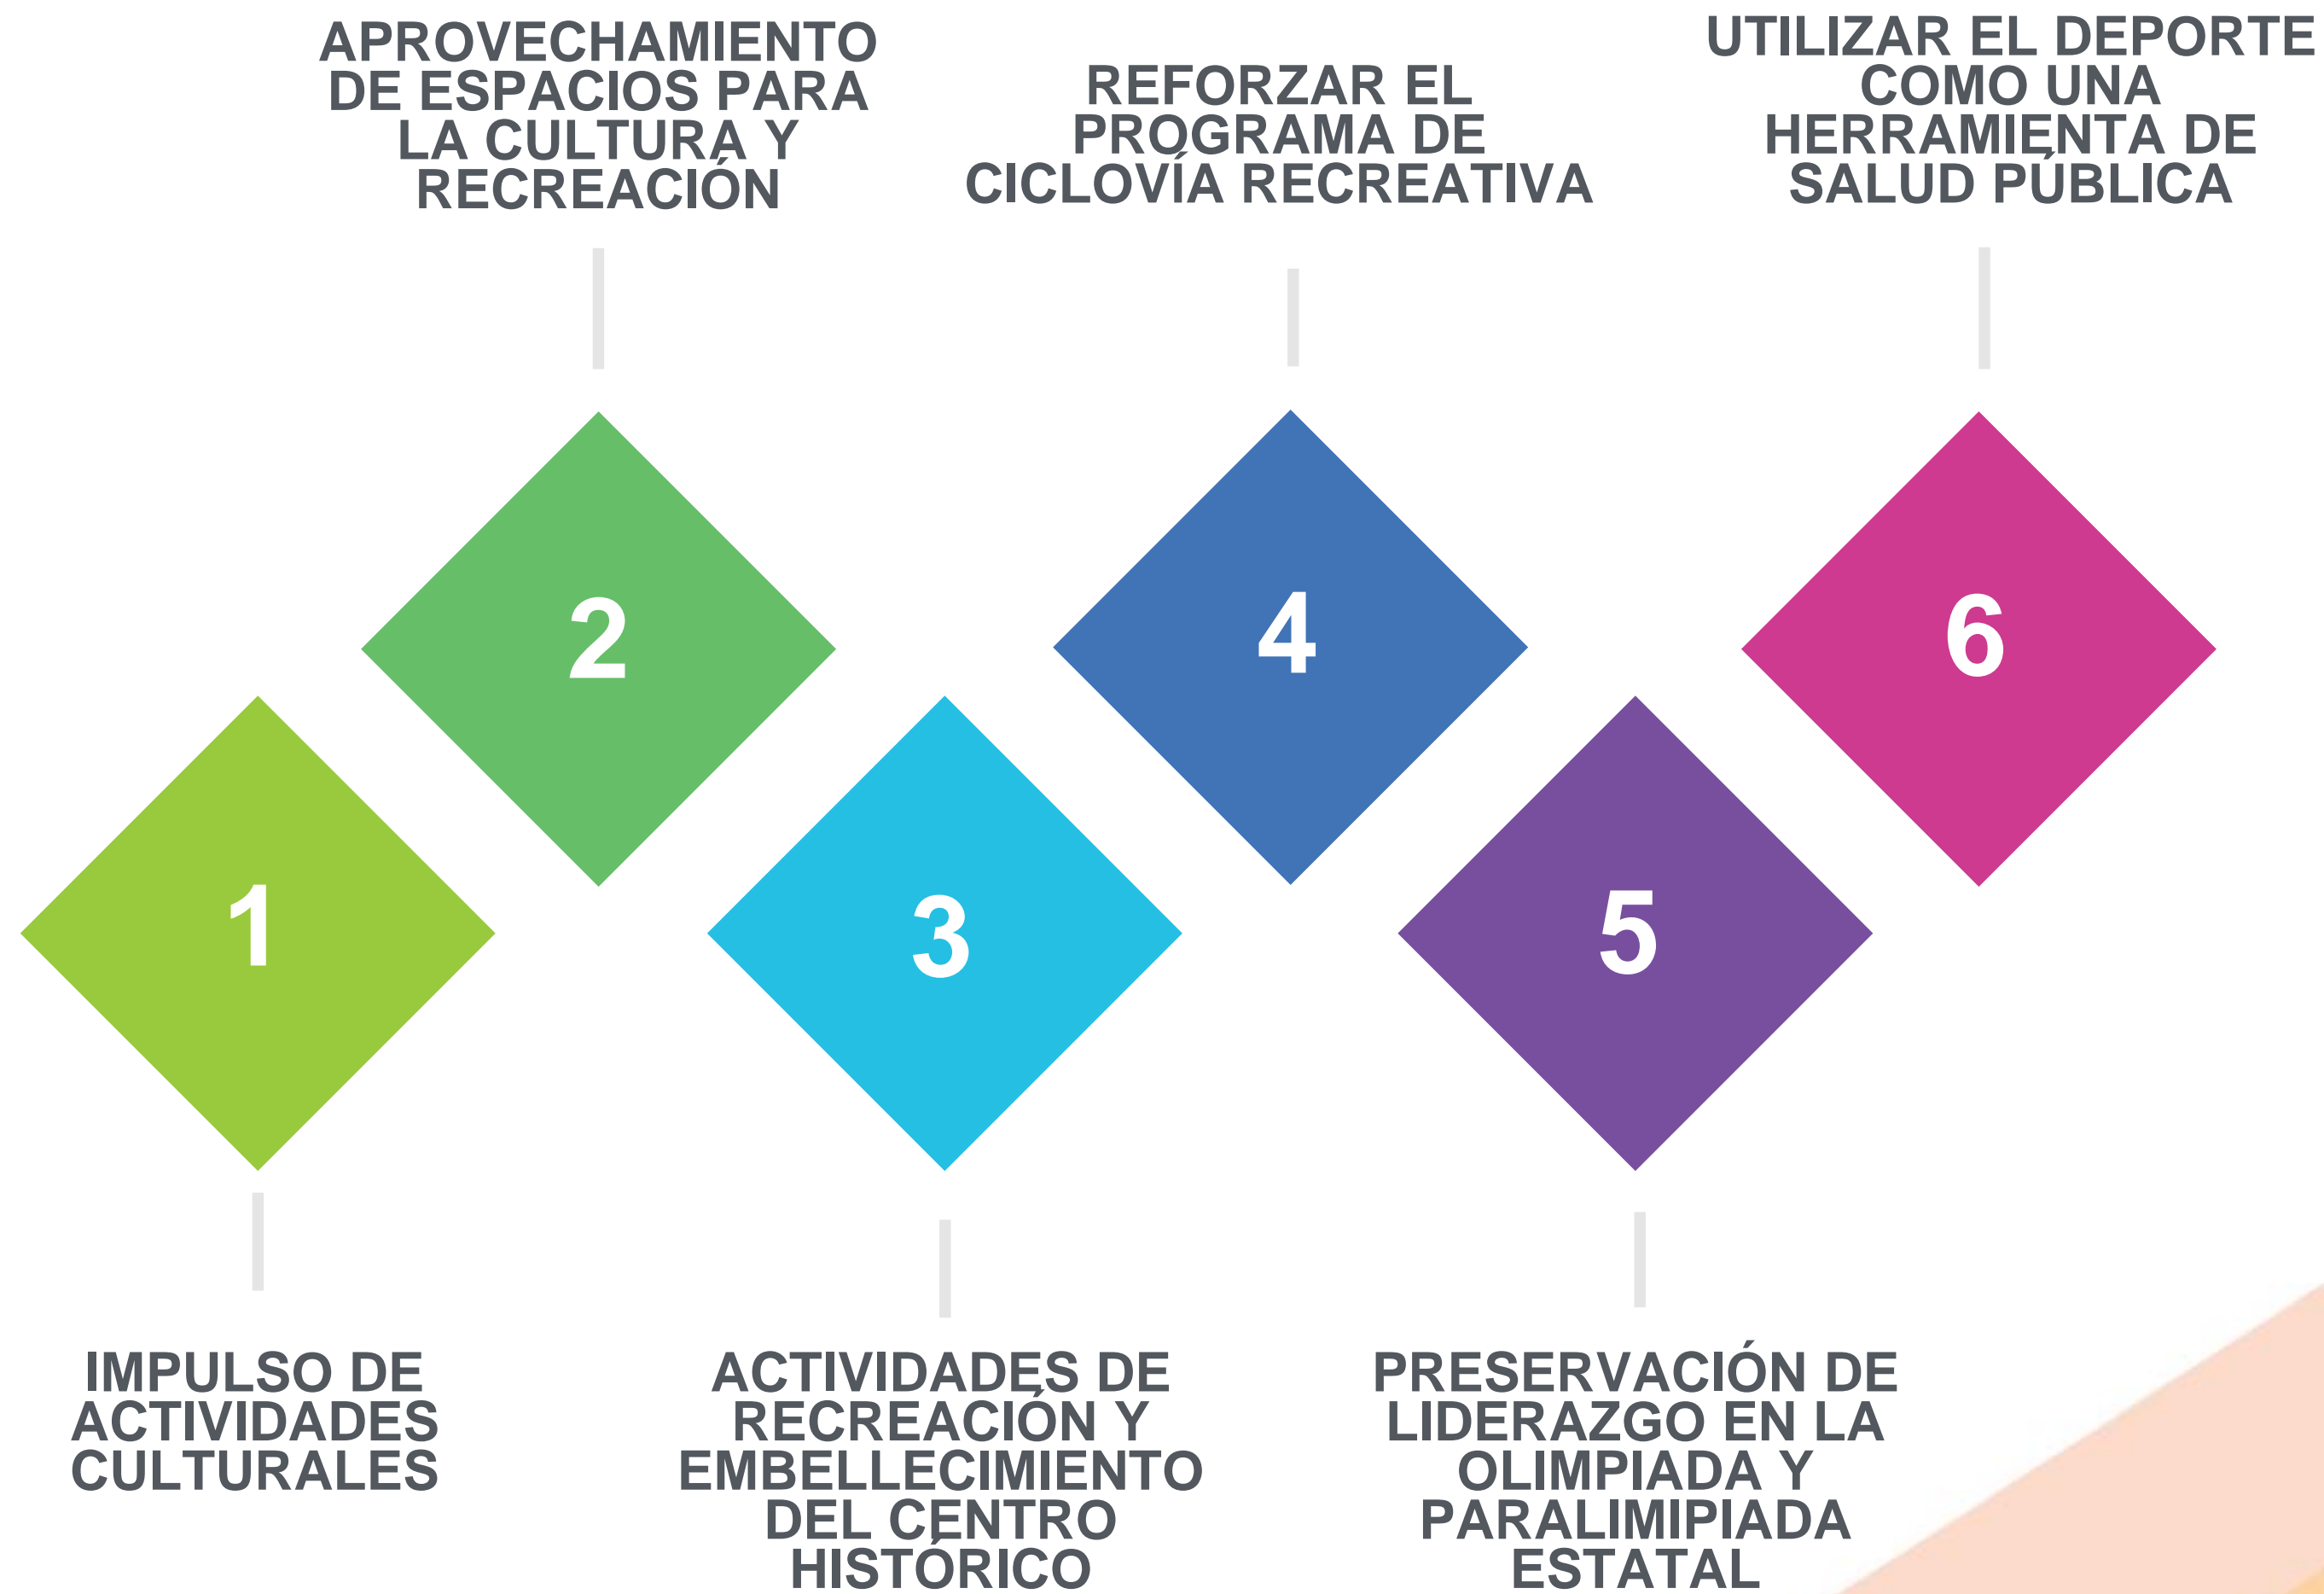 APROVECHAMIENTO
DE ESPACIOS PARA
LA CULTURA Y
RECREACIÓN
REFORZAR EL
PROGRAMA DE
CICLOVÍA RECREATIVA
UTILIZAR EL DEPORTE
COMO UNA
HERRAMIENTA DE
SALUD PÚBLICA
2
4
6
1
3
5
IMPULSO DE
ACTIVIDADES
CULTURALES
ACTIVIDADES DE
RECREACIÓN Y
EMBELLECIMIENTO
DEL CENTRO
HISTÓRICO
PRESERVACIÓN DE
LIDERAZGO EN LA
OLIMPIADA Y
PARALIMIPIADA
ESTATAL